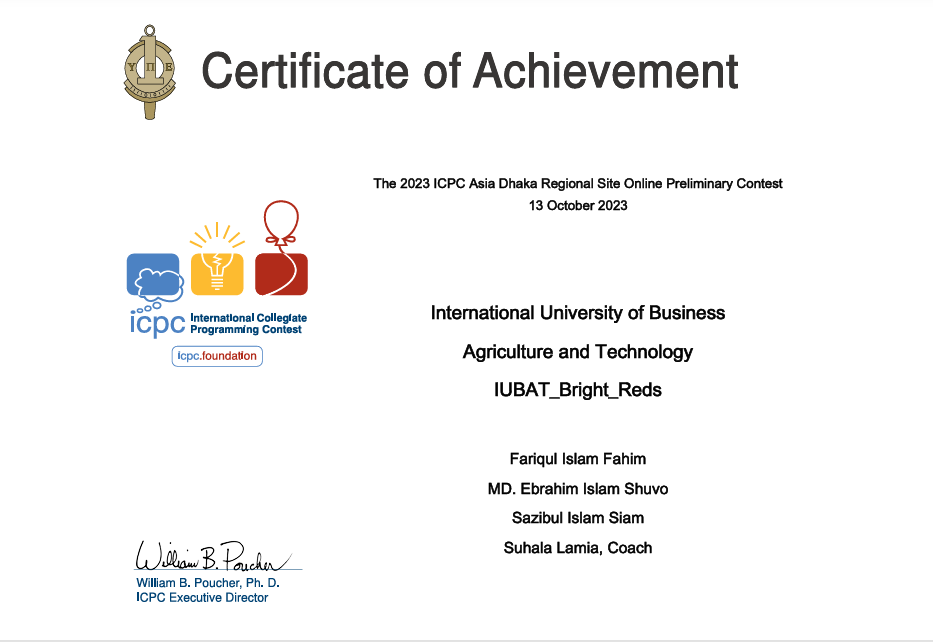 Certificate of Achievement
Υ Π Ε
The 2023 ICPC Asia Dhaka Regional Site Online Preliminary Contest
13 October 2023
icpc International Collegiate
Programming Contest
icpc.foundation
International University of Business
Agriculture and Technology
IUBAT_Bright_Reds
Fariqul Islam Fahim
MD. Ebrahim Islam Shuvo
Sazibul Islam Siam
Suhala Lamia, Coach
William B. Poucher
William B. Poucher, Ph. D.
ICPC Executive Director